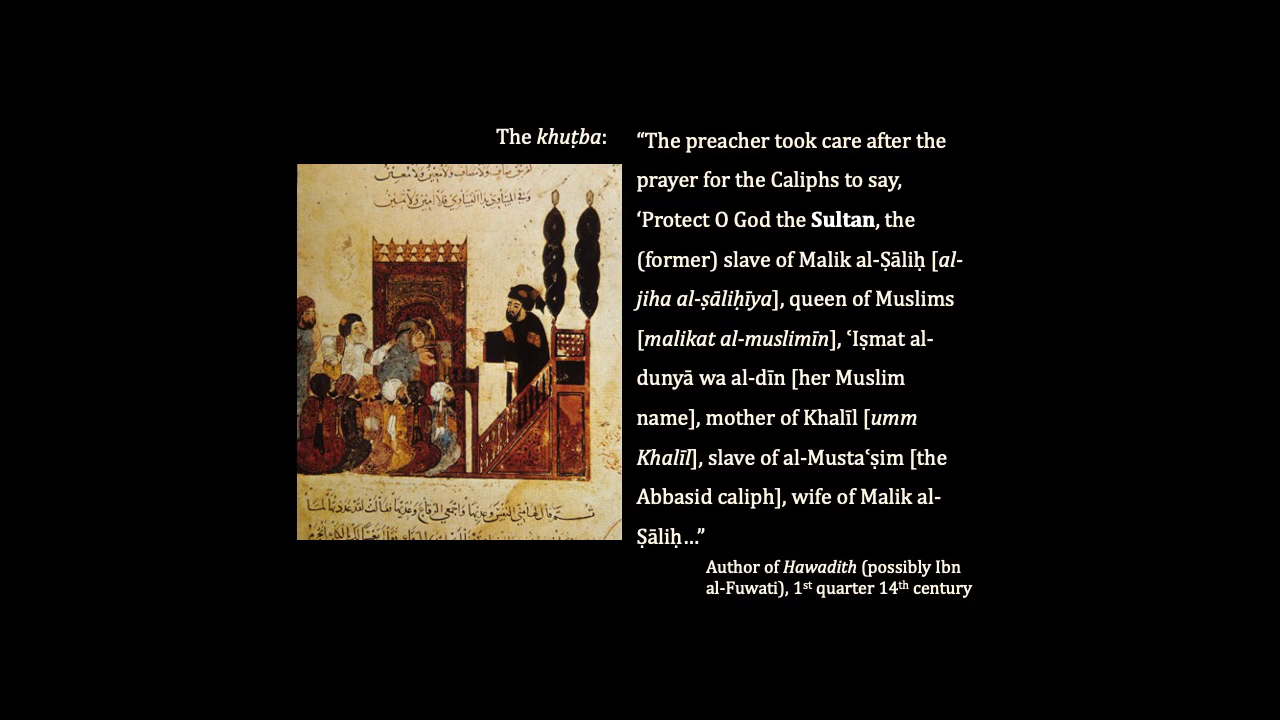 The khuṭba:
“The preacher took care after the
prayer for the Caliphs to say,
‘Protect O God the Sultan, the
(former) slave of Malik al-Ṣāliḥ [al-
jiha al-ṣāliḥīya], queen of Muslims
[malikat al-muslimīn], ʿIṣmat al-
dunyā wa al-dīn [her Muslim
name], mother of Khalīl [umm
Khalīl], slave of al-Mustaʿṣim [the
Abbasid caliph], wife of Malik al-
Ṣāliḥ…”
Author of Hawadith (possibly Ibn
al-Fuwati), 1st quarter 14th century